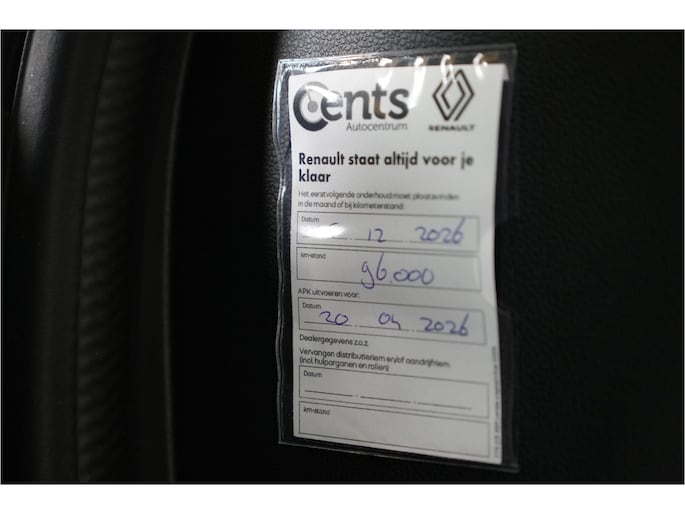 Cents
Autocentrum
RENAULT
Renault staat altijd voor je
klaar
Het eerstvolgende onderhoud moet plaatsvinden
in de maand of bij kilometerstand:
Datum
12 2026
km-stand
96.000
APK uitvoeren voor:
Datum
20 04 2026
Dealergegevens z.o.z.
Vervangen distributieriem en/of aandrijfriem
(incl. hulporganen en rollen)
Datum
km-stand